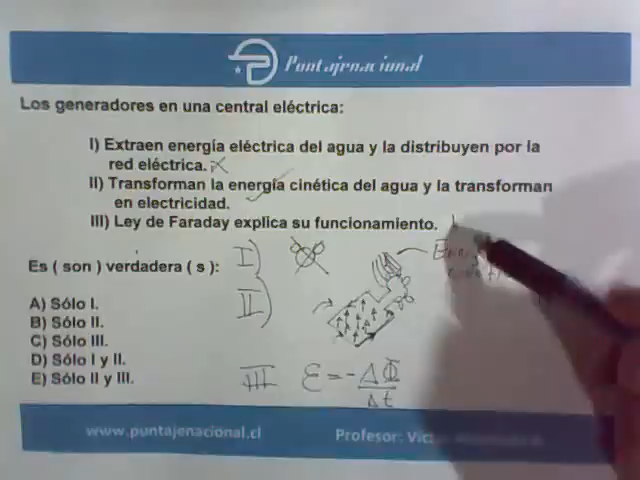 Puntajenacional
Los generadores en una central eléctrica:
I) Extraen energía eléctrica del agua y la distribuyen por la
red eléctrica.
II) Transforman la energía cinética del agua y la transforman
en electricidad.
III) Ley de Faraday explica su funcionamiento.
Es ( son ) verdadera ( s ):
I)
II)
A) Sólo I.
B) Sólo II.
C) Sólo III.
D) Sólo I y II.
E) Sólo II y III.
III ℰ = - ΔΦ
Δt
www.puntajenacional.cl Profesor: